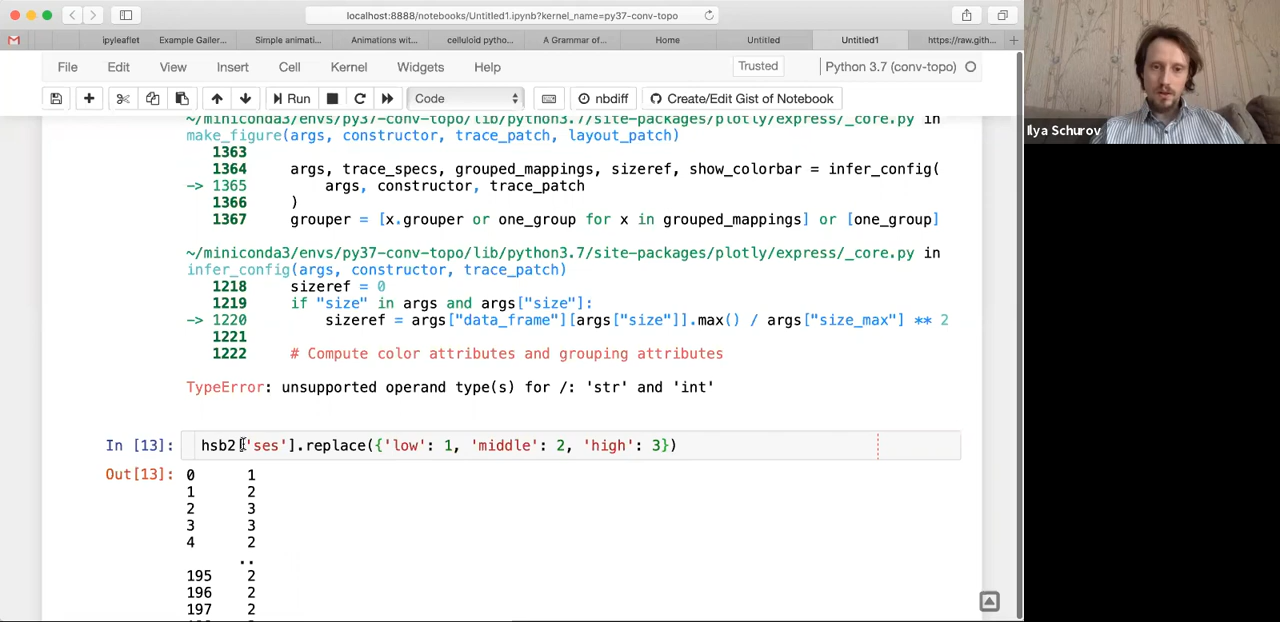 localhost:8888/notebooks/Untitled1.ipynb?kernel_name=py37-conv-topo
ipyleaflet Example Galler... Simple animati... Animations wit... celluloid pytho... A Grammar of... Home Untitled Untitled1 https://raw.gith... +
File Edit View Insert Cell Kernel Widgets Help Trusted Python 3.7 (conv-topo)
Run Code nbdiff Create/Edit Gist of Notebook
~/miniconda3/envs/py37-conv-topo/lib/python3.7/site-packages/plotly/express/_core.py in
make_figure(args, constructor, trace_patch, layout_patch)
1363
1364 args, trace_specs, grouped_mappings, sizeref, show_colorbar = infer_config(
-> 1365 args, constructor, trace_patch
1366 )
1367 grouper = [x.grouper or one_group for x in grouped_mappings] or [one_group]
~/miniconda3/envs/py37-conv-topo/lib/python3.7/site-packages/plotly/express/_core.py in
infer_config(args, constructor, trace_patch)
1218 sizeref = 0
1219 if "size" in args and args["size"]:
-> 1220 sizeref = args["data_frame"][args["size"]].max() / args["size_max"] ** 2
1221
1222 # Compute color attributes and grouping attributes
TypeError: unsupported operand type(s) for /: 'str' and 'int'
In [13]: hsb2['ses'].replace({'low': 1, 'middle': 2, 'high': 3})
Out[13]: 0 1
1 2
2 3
3 3
4 2
..
195 2
196 2
197 2
Ilya Schurov